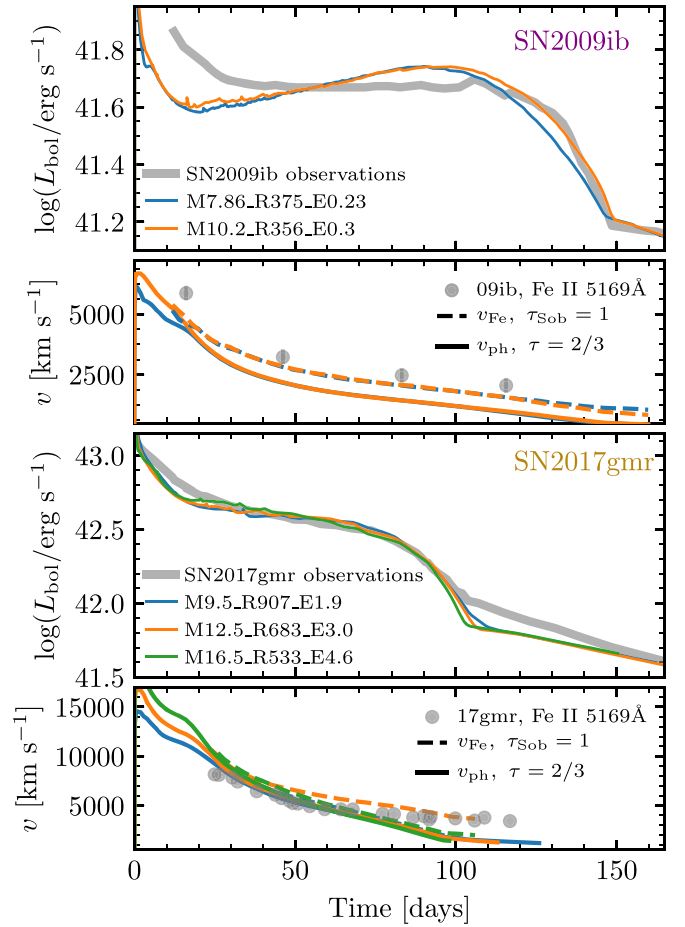 SN2009ib
41.8
41.6
41.4
41.2
log(L_bol/erg s⁻¹)
SN2009ib observations
M7.86_R375_E0.23
M10.2_R356_E0.3
5000
2500
v [km s⁻¹]
09ib, Fe II 5169Å
v_Fe, τ_Sob = 1
v_ph, τ = 2/3
SN2017gmr
43.0
42.5
42.0
41.5
log(L_bol/erg s⁻¹)
SN2017gmr observations
M9.5_R907_E1.9
M12.5_R683_E3.0
M16.5_R533_E4.6
15000
10000
5000
v [km s⁻¹]
17gmr, Fe II 5169Å
v_Fe, τ_Sob = 1
v_ph, τ = 2/3
0 50 100 150
Time [days]